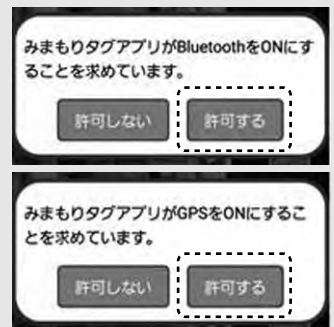 みまもりタグアプリがBluetoothをONにす
ることを求めています。
許可しない 許可する
みまもりタグアプリがGPSをONにするこ
とを求めています。
許可しない 許可する